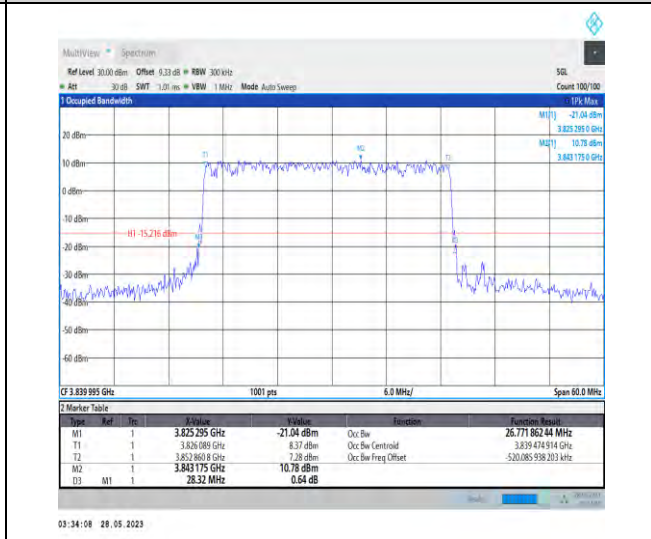 MultiView Spectrum
Ref Level 30.00 dBm Offset 9.33 dB RBW 300 kHz SGL
Att 30 dB SWT 1.01 ms VBW 1 MHz Mode Auto Sweep Count 100/100
1 Occupied Bandwidth 1Pk Max
M1[1] -21.04 dBm
3.825 295 0 GHz
M2[1] 10.78 dBm
3.843 175 0 GHz
20 dBm
T1 M2 T2
10 dBm
0 dBm
-10 dBm
H1 -15.216 dBm
M1
-20 dBm
-30 dBm
-40 dBm
-50 dBm
-60 dBm
CF 3.839 995 GHz 1001 pts 6.0 MHz/ Span 60.0 MHz
2 Marker Table
Type Ref Trc X-Value Y-Value Function Function Result
M1 1 3.825 295 GHz -21.04 dBm Occ Bw 26.771 862 44 MHz
T1 1 3.826 089 GHz 8.37 dBm Occ Bw Centroid 3.839 474 914 GHz
T2 1 3.852 860 8 GHz 7.28 dBm Occ Bw Freq Offset -520.085 938 203 kHz
M2 1 3.843 175 GHz 10.78 dBm
D3 M1 1 28.32 MHz 0.64 dB
03:34:08 28.05.2023